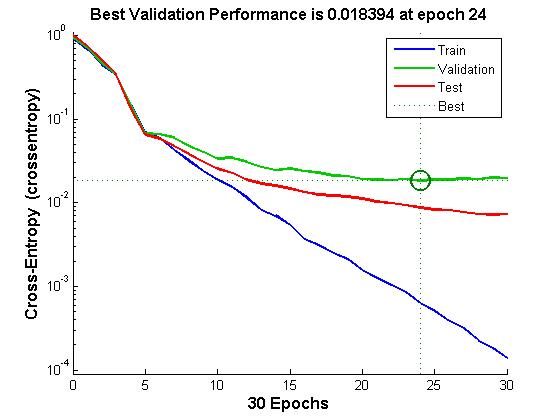 Best Validation Performance is 0.018394 at epoch 24
10^0
10^-1
10^-2
10^-3
10^-4
Cross-Entropy (crossentropy)
Train
Validation
Test
Best
0 5 10 15 20 25 30
30 Epochs